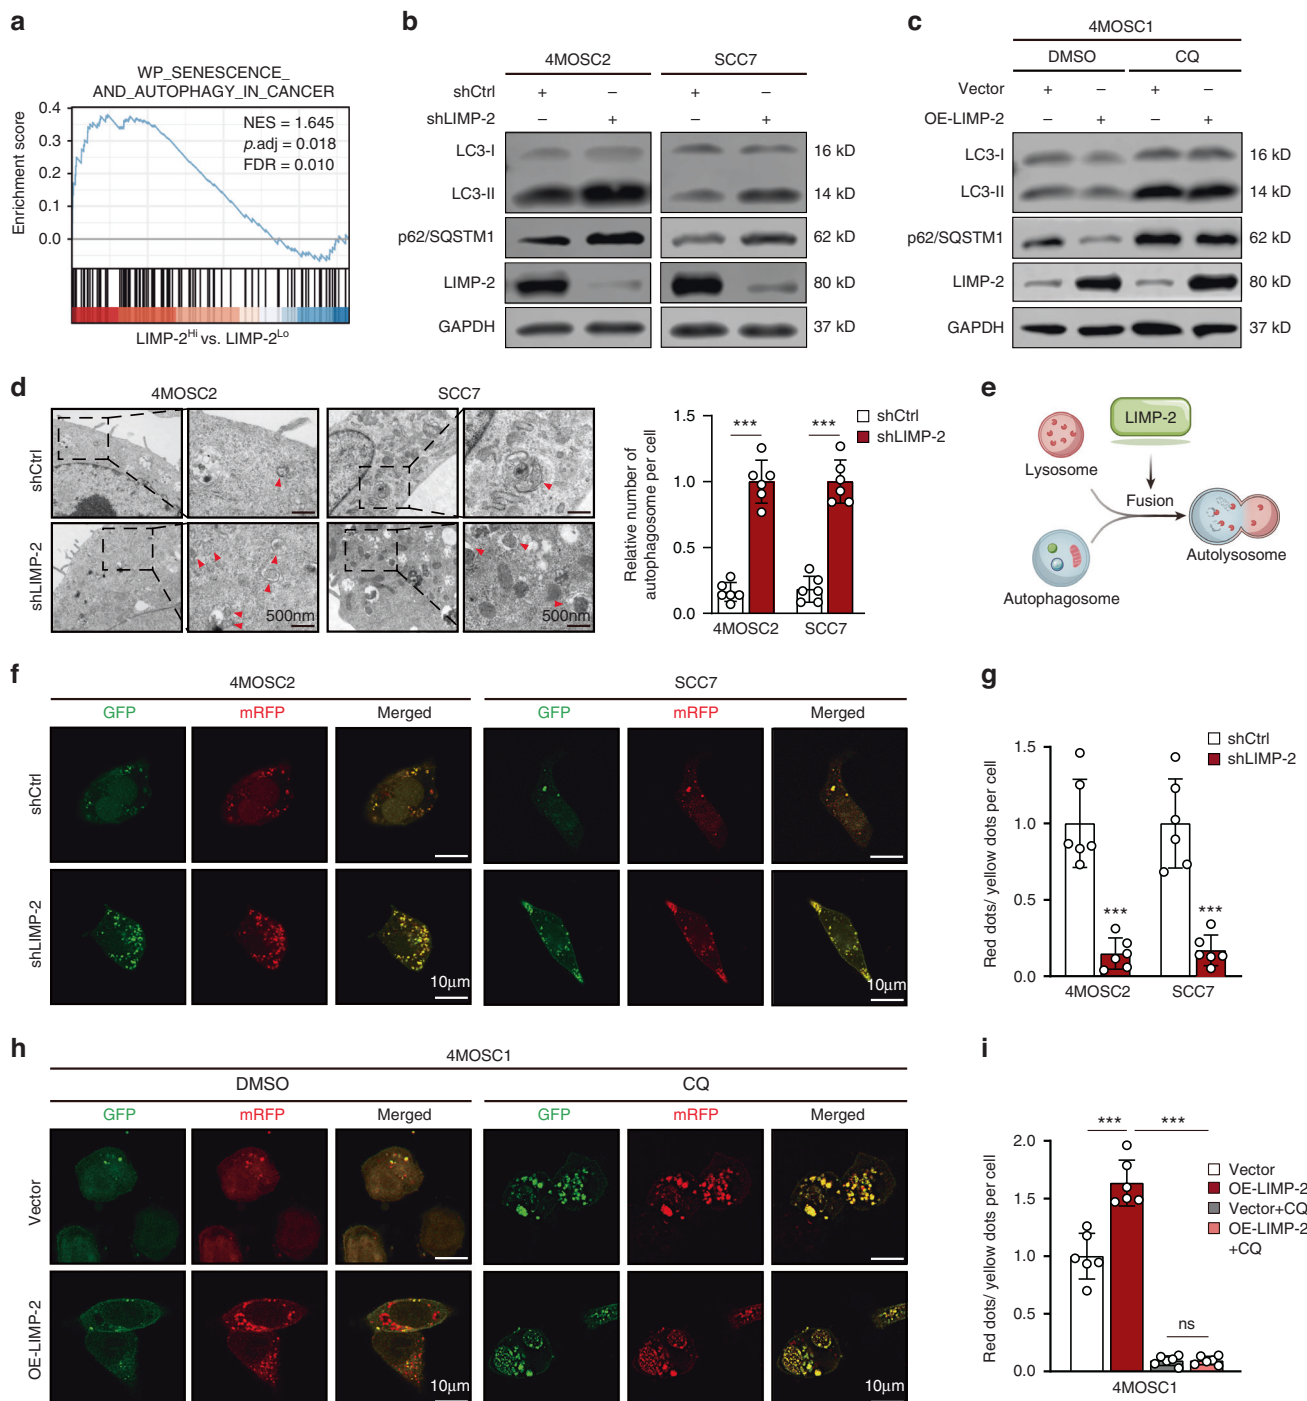 a
WP_SENESCENCE_
AND_AUTOPHAGY_IN_CANCER
Enrichment score
0.4
0.3
0.2
0.1
0.0
NES = 1.645
p.adj = 0.018
FDR = 0.010
LIMP-2Hi vs. LIMP-2Lo
b
4MOSC2 SCC7
shCtrl + − + −
shLIMP-2 − + − +
LC3-I 16 kD
LC3-II 14 kD
p62/SQSTM1 62 kD
LIMP-2 80 kD
GAPDH 37 kD
c
4MOSC1
DMSO CQ
Vector + − + −
OE-LIMP-2 − + − +
LC3-I 16 kD
LC3-II 14 kD
p62/SQSTM1 62 kD
LIMP-2 80 kD
GAPDH 37 kD
d
4MOSC2 SCC7
shCtrl
shLIMP-2
500nm 500nm
Relative number of
autophagosome per cell
1.5
1.0
0.5
0.0
*** ***
shCtrl
shLIMP-2
4MOSC2 SCC7
e
LIMP-2
Lysosome
Fusion
Autolysosome
Autophagosome
f
4MOSC2 SCC7
GFP mRFP Merged GFP mRFP Merged
shCtrl
shLIMP-2
10μm 10μm
g
Red dots/ yellow dots per cell
1.5
1.0
0.5
0.0
shCtrl
shLIMP-2
*** ***
4MOSC2 SCC7
h
4MOSC1
DMSO CQ
GFP mRFP Merged GFP mRFP Merged
Vector
OE-LIMP-2
10μm 10μm
i
Red dots/ yellow dots per cell
2.0
1.5
1.0
0.5
0.0
*** ***
ns
Vector
OE-LIMP-2
Vector+CQ
OE-LIMP-2
+CQ
4MOSC1